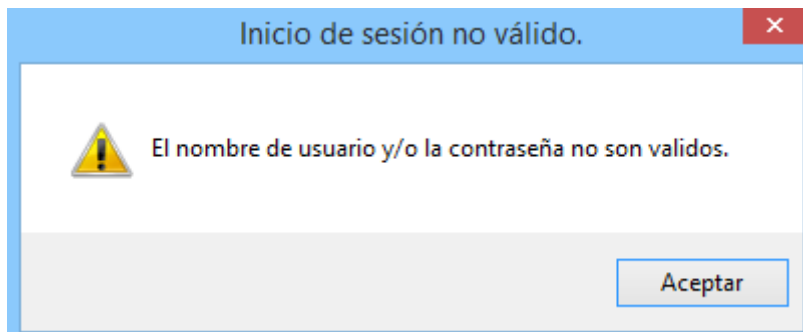 Inicio de sesión no válido.
El nombre de usuario y/o la contraseña no son validos.
Aceptar